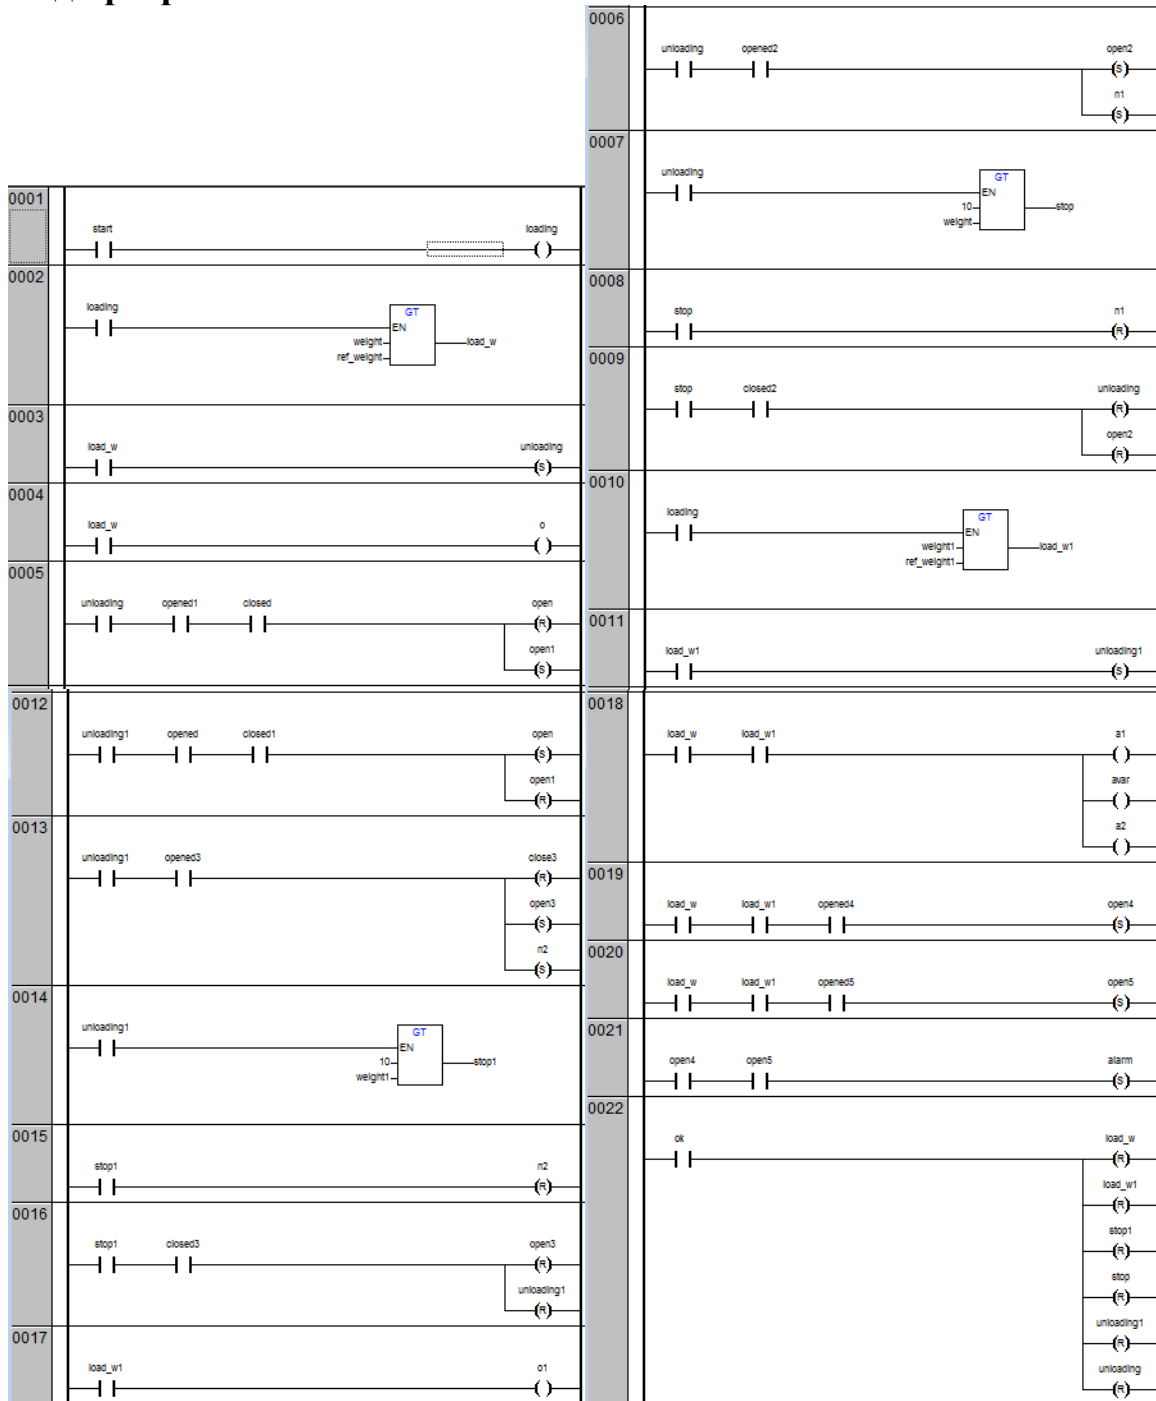 0001
start loading
0002
loading GT
EN
weight load_w
ref_weight
0003
load_w unloading
S
0004
load_w o
0005
unloading opened1 closed open
R
open1
S
0006
unloading opened2 open2
S
n1
S
0007
unloading GT
EN
10 stop
weight
0008
stop n1
R
0009
stop closed2 unloading
R
open2
R
0010
loading GT
EN
weight1 load_w1
ref_weight1
0011
load_w1 unloading1
S
0012
unloading1 opened closed1 open
S
open1
R
0013
unloading1 opened3 close3
R
open3
S
n2
S
0014
unloading1 GT
EN
10 stop1
weight1
0015
stop1 n2
R
0016
stop1 closed3 open3
R
unloading1
R
0017
load_w1 o1
0018
load_w load_w1 a1
avar
a2
0019
load_w load_w1 opened4 open4
S
0020
load_w load_w1 opened5 open5
S
0021
open4 open5 alarm
S
0022
ok load_w
R
load_w1
R
stop1
R
stop
R
unloading1
R
unloading
R